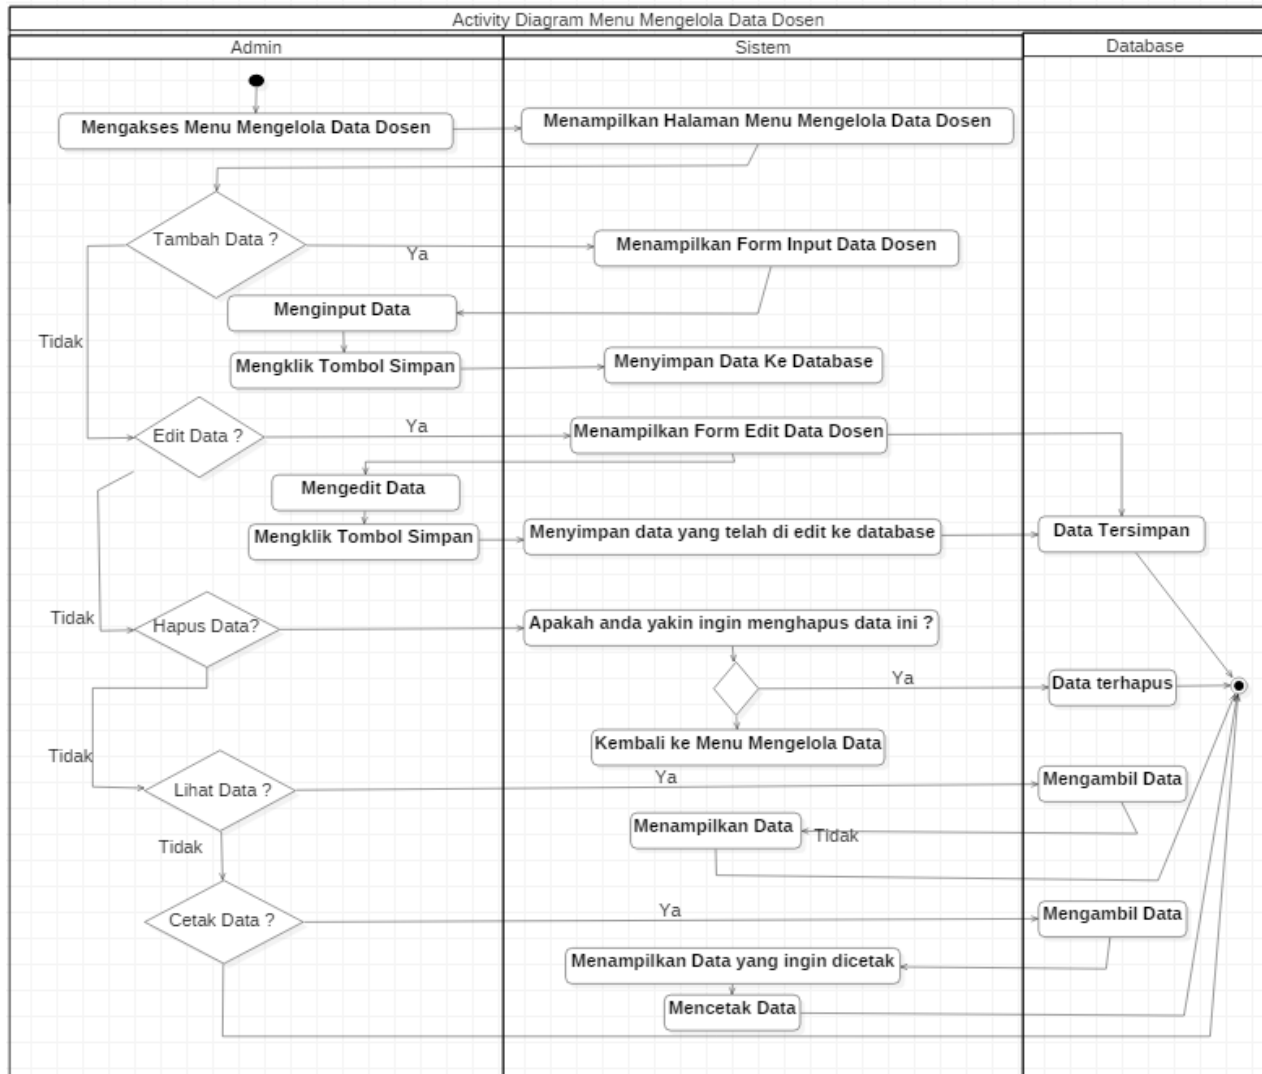 Activity Diagram Menu Mengelola Data Dosen
Admin
Sistem
Database
Mengakses Menu Mengelola Data Dosen
Menampilkan Halaman Menu Mengelola Data Dosen
Tambah Data ?
Ya
Menampilkan Form Input Data Dosen
Menginput Data
Tidak
Mengklik Tombol Simpan
Menyimpan Data Ke Database
Edit Data ?
Ya
Menampilkan Form Edit Data Dosen
Mengedit Data
Mengklik Tombol Simpan
Menyimpan data yang telah di edit ke database
Data Tersimpan
Tidak
Hapus Data?
Apakah anda yakin ingin menghapus data ini ?
Ya
Data terhapus
Kembali ke Menu Mengelola Data
Tidak
Lihat Data ?
Ya
Mengambil Data
Menampilkan Data
Tidak
Tidak
Cetak Data ?
Ya
Mengambil Data
Menampilkan Data yang ingin dicetak
Mencetak Data